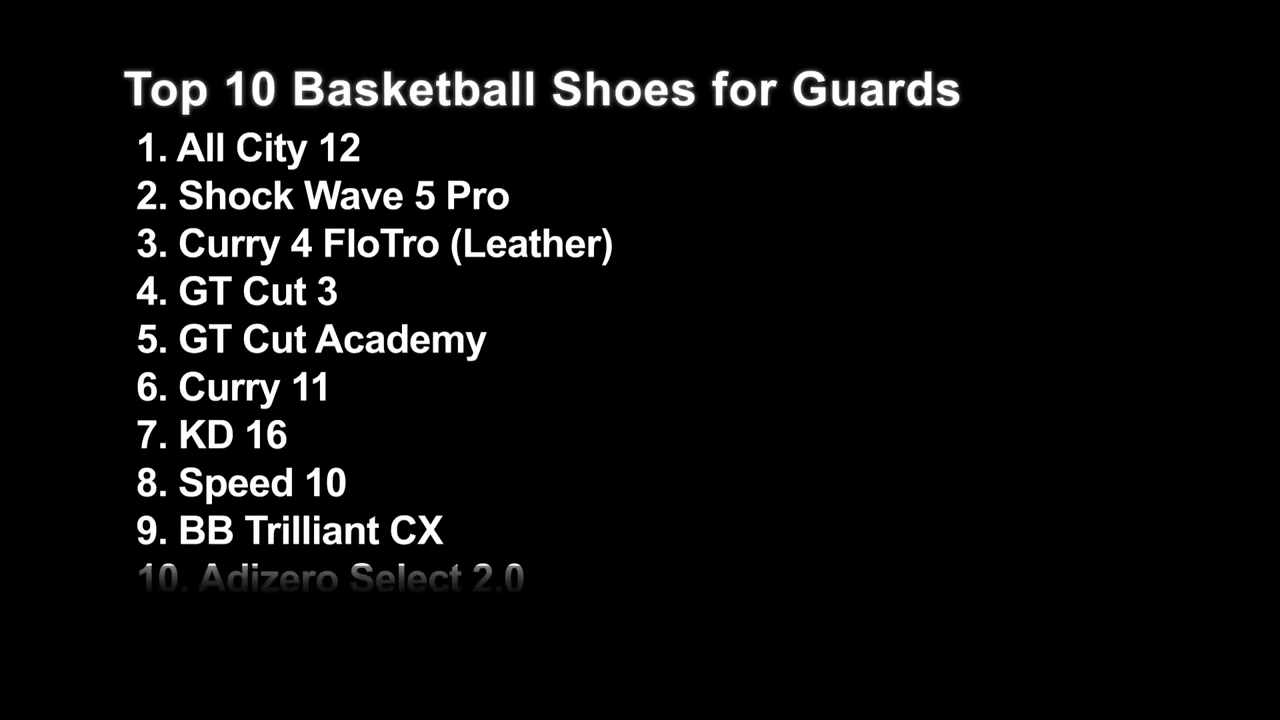 Top 10 Basketball Shoes for Guards
1. All City 12
2. Shock Wave 5 Pro
3. Curry 4 FloTro (Leather)
4. GT Cut 3
5. GT Cut Academy
6. Curry 11
7. KD 16
8. Speed 10
9. BB Trilliant CX
10. Adizero Select 2.0